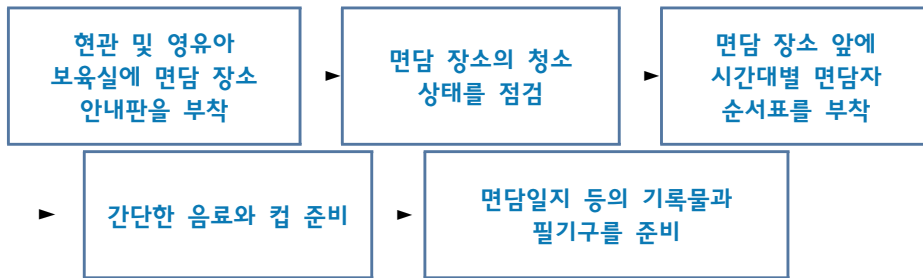 현관 및 영유아
보육실에 면담 장소
안내판을 부착
►
면담 장소의 청소
상태를 점검
►
면담 장소 앞에
시간대별 면담자
순서표를 부착
►
간단한 음료와 컵 준비
►
면담일지 등의 기록물과
필기구를 준비